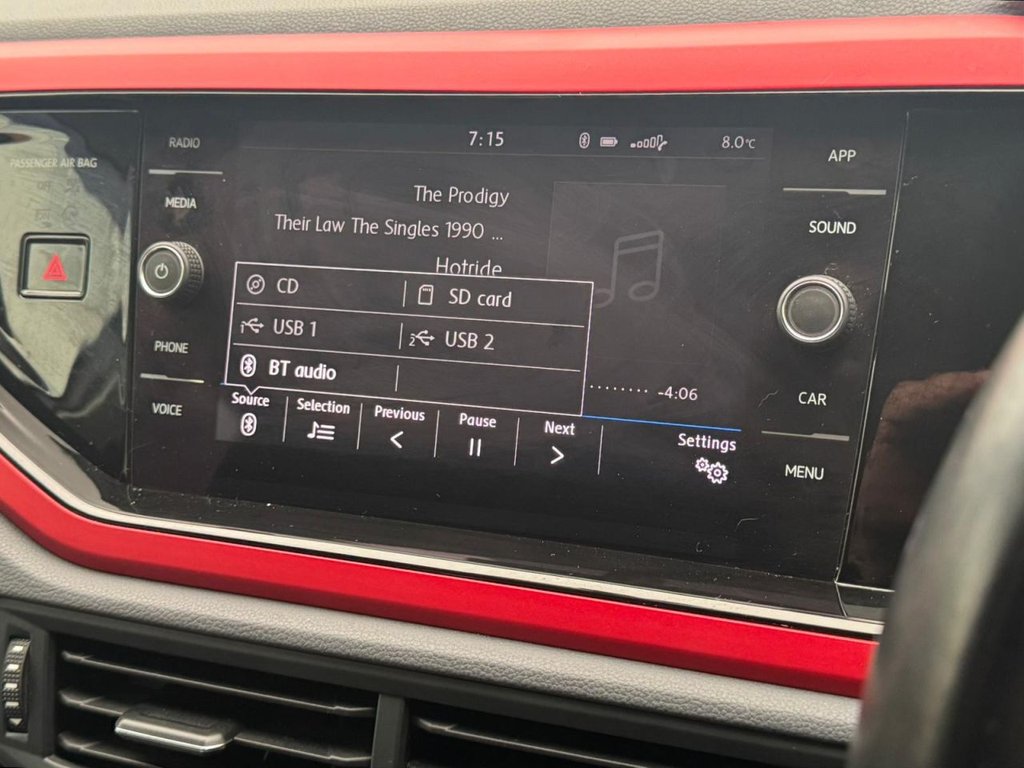 RADIO
7:15
8.0°C
APP
PASSENGER AIR BAG
MEDIA
The Prodigy
Their Law The Singles 1990 ...
Hotride
SOUND
CD
SD card
USB 1
2 USB 2
BT audio
PHONE
-4:06
CAR
VOICE
Source
Selection
Previous
Pause
Next
Settings
MENU